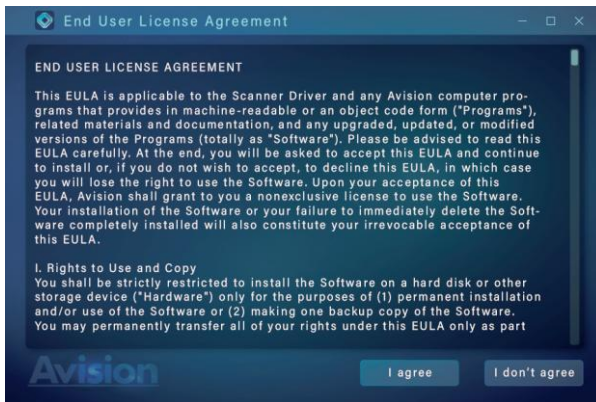 End User License Agreement
END USER LICENSE AGREEMENT
This EULA is applicable to the Scanner Driver and any Avision computer pro-
grams that provides in machine-readable or an object code form ("Programs"),
related materials and documentation, and any upgraded, updated, or modified
versions of the Programs (totally as "Software"). Please be advised to read this
EULA carefully. At the end, you will be asked to accept this EULA and continue
to install or, if you do not wish to accept, to decline this EULA, in which case
you will lose the right to use the Software. Upon your acceptance of this
EULA, Avision shall grant to you a nonexclusive license to use the Software.
Your installation of the Software or your failure to immediately delete the Soft-
ware completely installed will also constitute your irrevocable acceptance of
this EULA.
I. Rights to Use and Copy
You shall be strictly restricted to install the Software on a hard disk or other
storage device ("Hardware") only for the purposes of (1) permanent installation
and/or use of the Software or (2) making one backup copy of the Software.
You may permanently transfer all of your rights under this EULA only as part
Avision
I agree
I don't agree